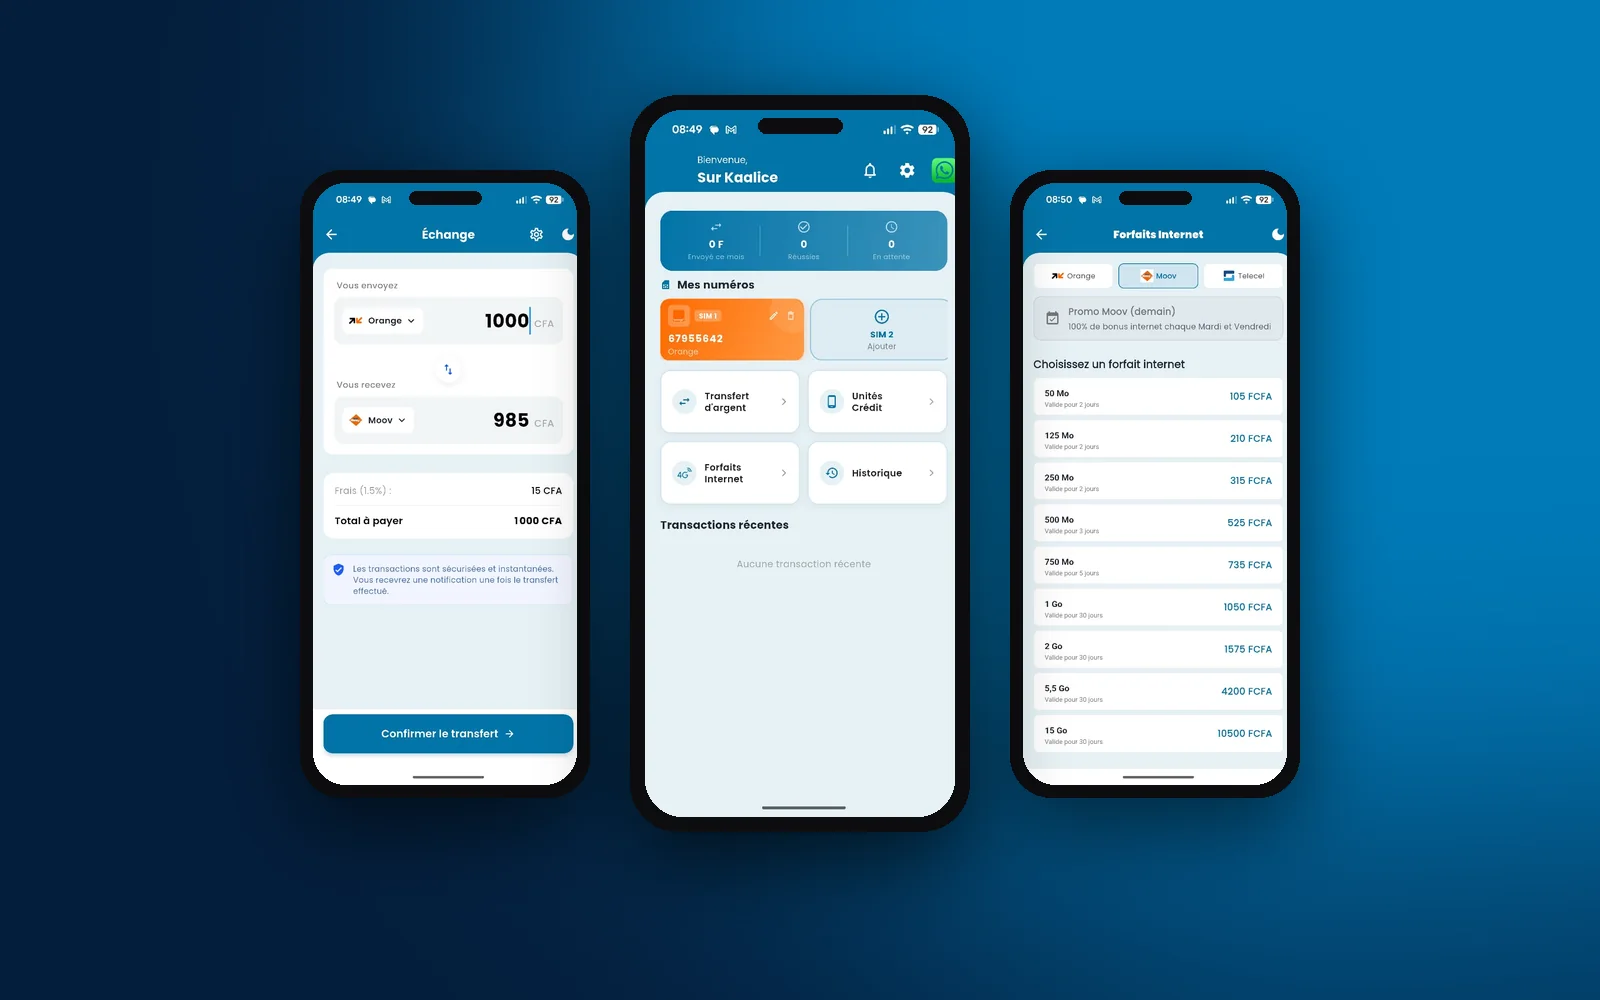 08:49
92
Échange
Vous envoyez
Orange
1000 CFA
Vous recevez
Moov
985 CFA
Frais (1.5%) :
15 CFA
Total à payer
1000 CFA
Les transactions sont sécurisées et instantanées.
Vous recevrez une notification une fois le transfert
effectué.
Confirmer le transfert
08:49
92
Bienvenue,
Sur Kaalice
0 F
Envoyé ce mois
0
Réussies
0
En attente
Mes numéros
SIM 1
67955642
Orange
SIM 2
Ajouter
Transfert
d'argent
Unités
Crédit
4G
Forfaits
Internet
Historique
Transactions récentes
Aucune transaction récente
08:50
92
Forfaits Internet
Orange
Moov
Telecel
Promo Moov (demain)
100% de bonus internet chaque Mardi et Vendredi
Choisissez un forfait internet
50 Mo
Valide pour 2 jours
105 FCFA
125 Mo
Valide pour 2 jours
210 FCFA
250 Mo
Valide pour 2 jours
315 FCFA
500 Mo
Valide pour 3 jours
525 FCFA
750 Mo
Valide pour 5 jours
735 FCFA
1 Go
Valide pour 30 jours
1050 FCFA
2 Go
Valide pour 30 jours
1575 FCFA
5,5 Go
Valide pour 30 jours
4200 FCFA
15 Go
Valide pour 30 jours
10500 FCFA